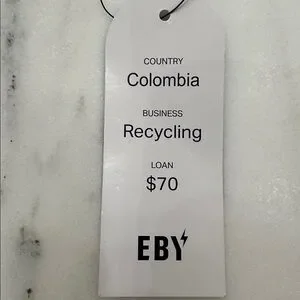 COUNTRY
Colombia
BUSINESS
Recycling
LOAN
$70
EBY